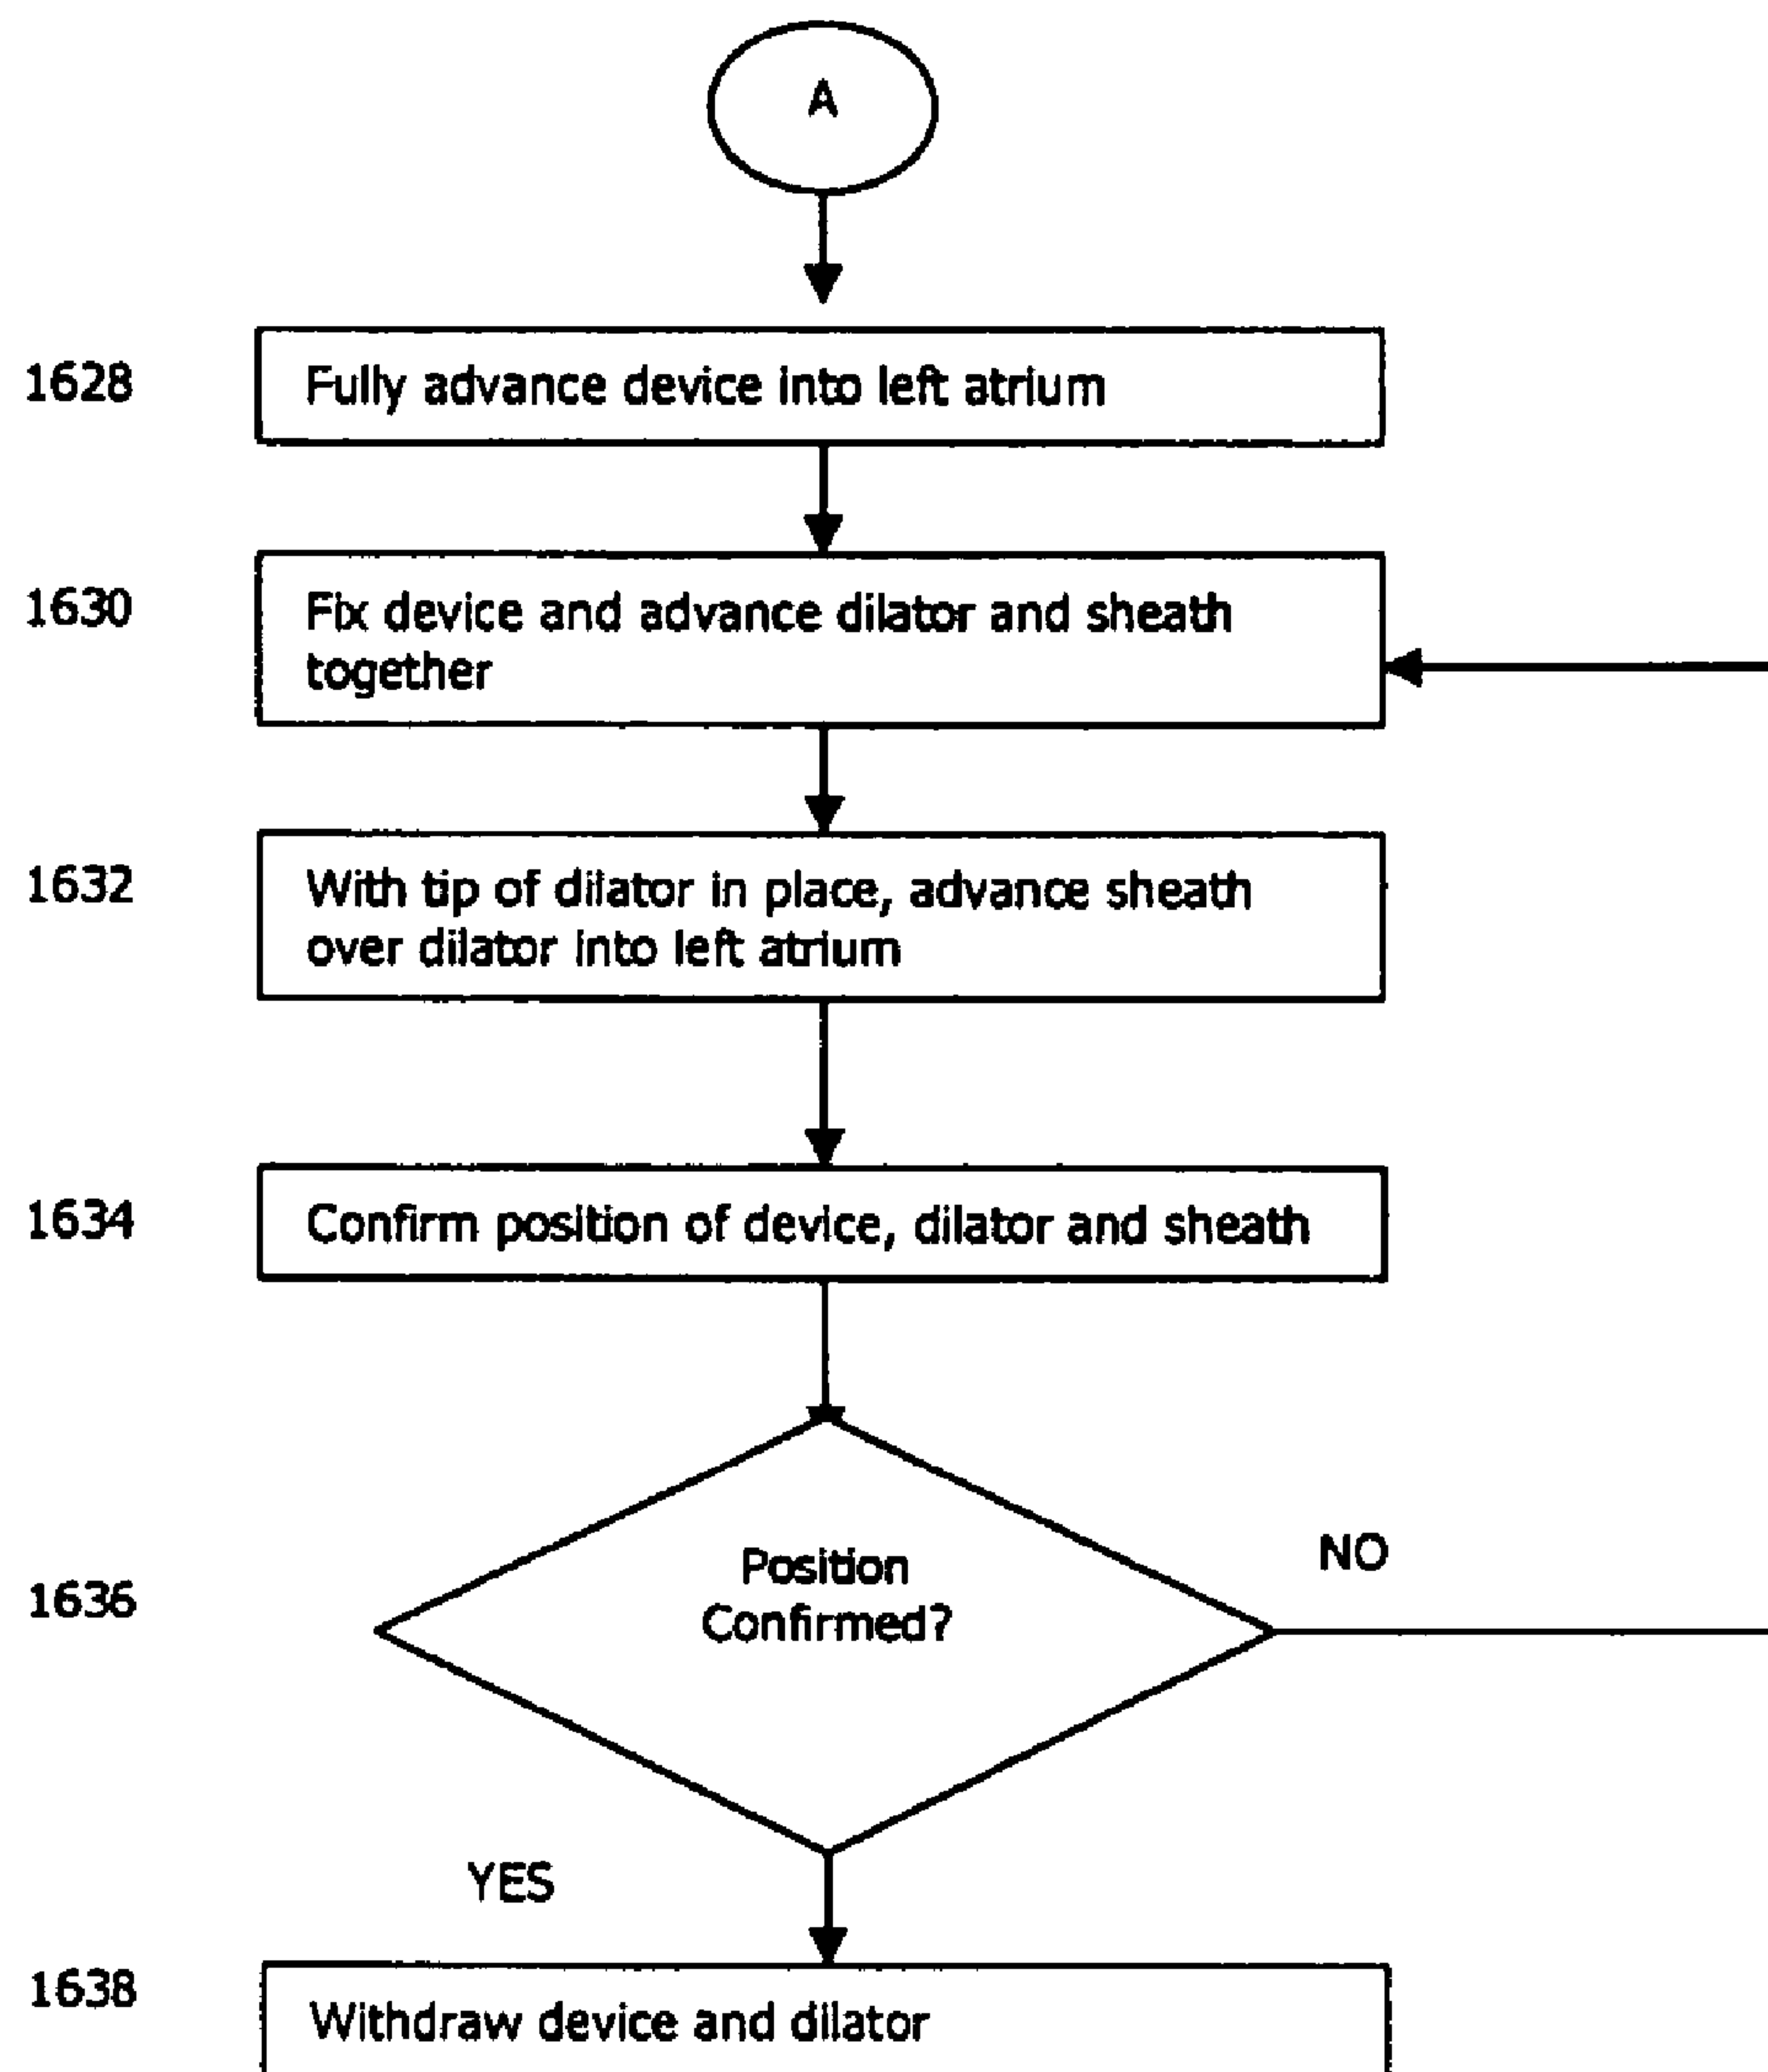 A
1628
Fully advance device into left atrium
1630
Fix device and advance dilator and sheath
together
1632
With tip of dilator in place, advance sheath
over dilator into left atrium
1634
Confirm position of device, dilator and sheath
1636
Position
Confirmed?
NO
YES
1638
Withdraw device and dilator